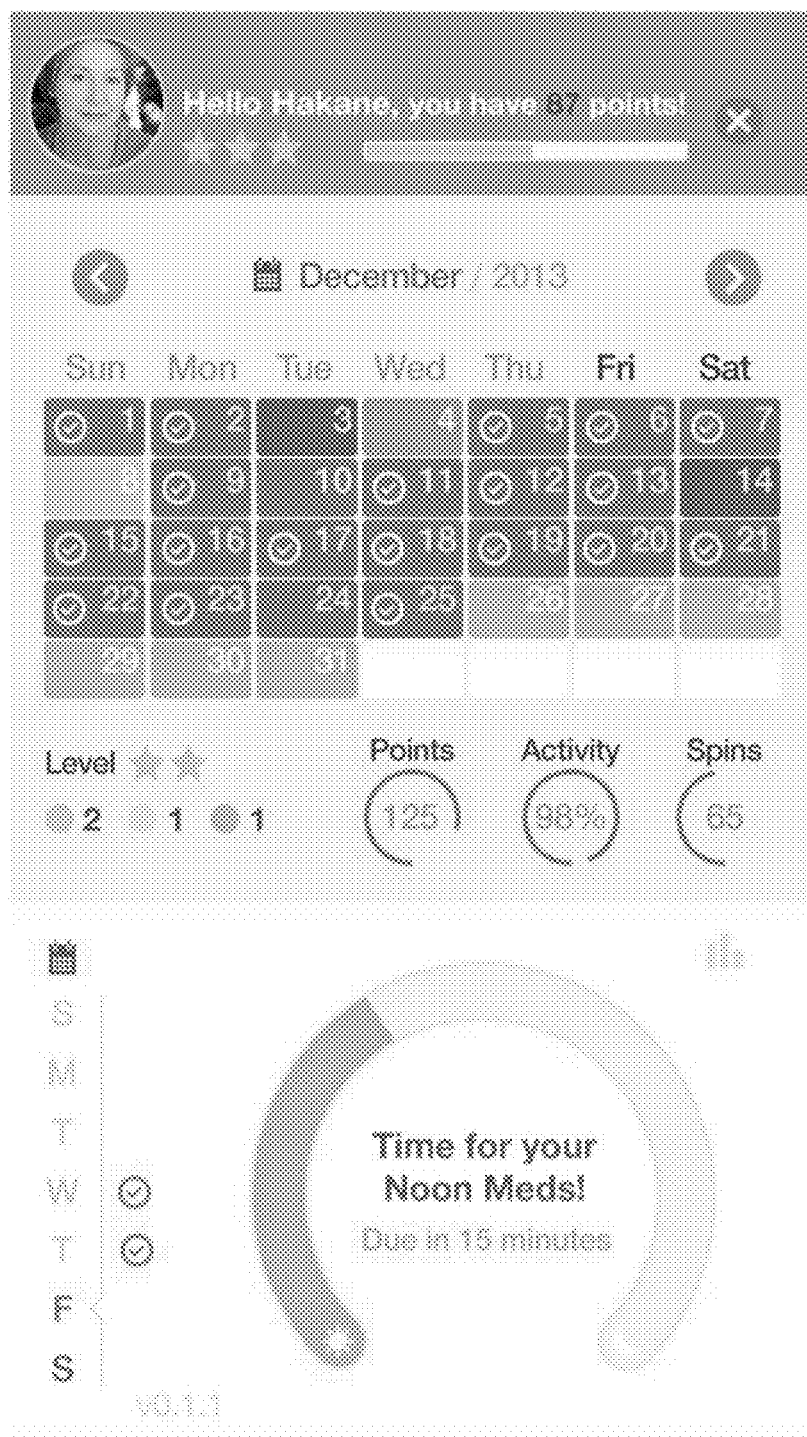 Hello Hakane, you have 87 points!
December / 2013
Sun Mon Tue Wed Thu Fri Sat
1 2 3 4 5 6 7
8 9 10 11 12 13 14
15 16 17 18 19 20 21
22 23 24 25 26 27 28
29 30 31
Level Points Activity Spins
2 1 1 125 98% 65
S
M
T
Time for your
W Noon Meds!
T Due in 15 minutes
F
S
v0.1.1